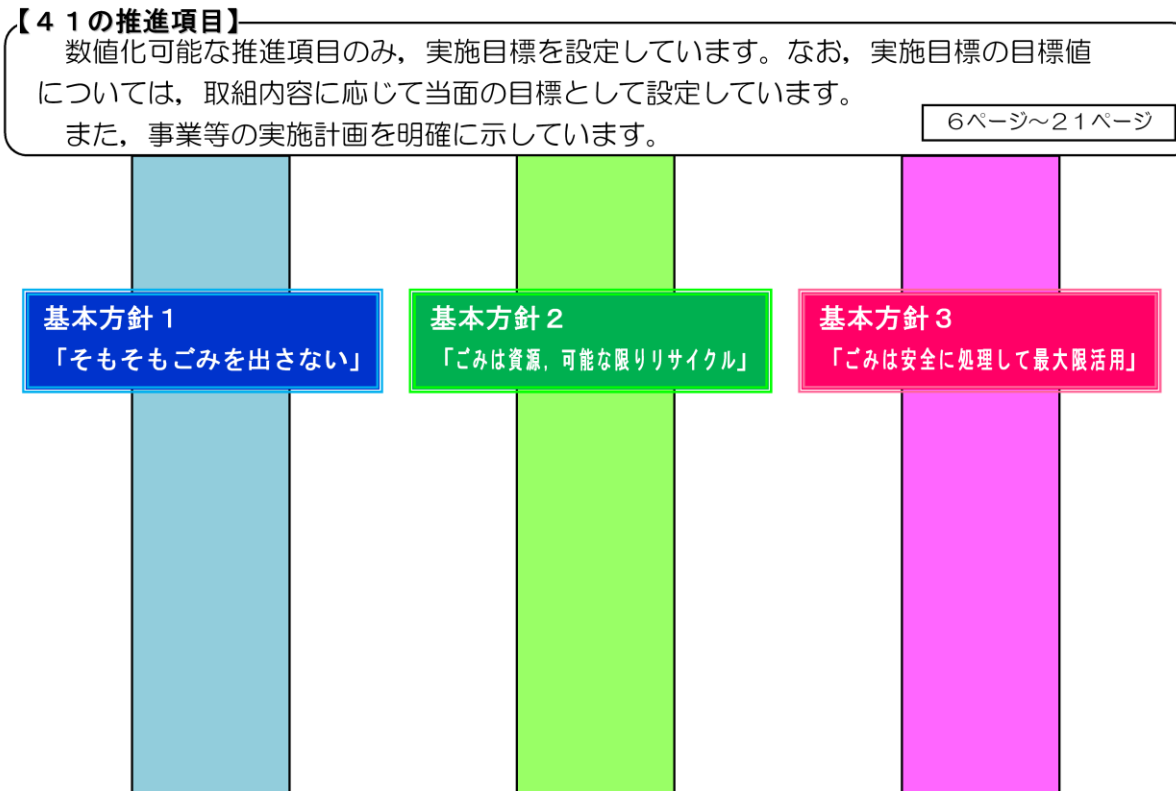 【４１の推進項目】
数値化可能な推進項目のみ，実施目標を設定しています。なお，実施目標の目標値
については，取組内容に応じて当面の目標として設定しています。
また，事業等の実施計画を明確に示しています。
６ページ～２１ページ
基本方針１
「そもそもごみを出さない」
基本方針２
「ごみは資源，可能な限りリサイクル」
基本方針３
「ごみは安全に処理して最大限活用」